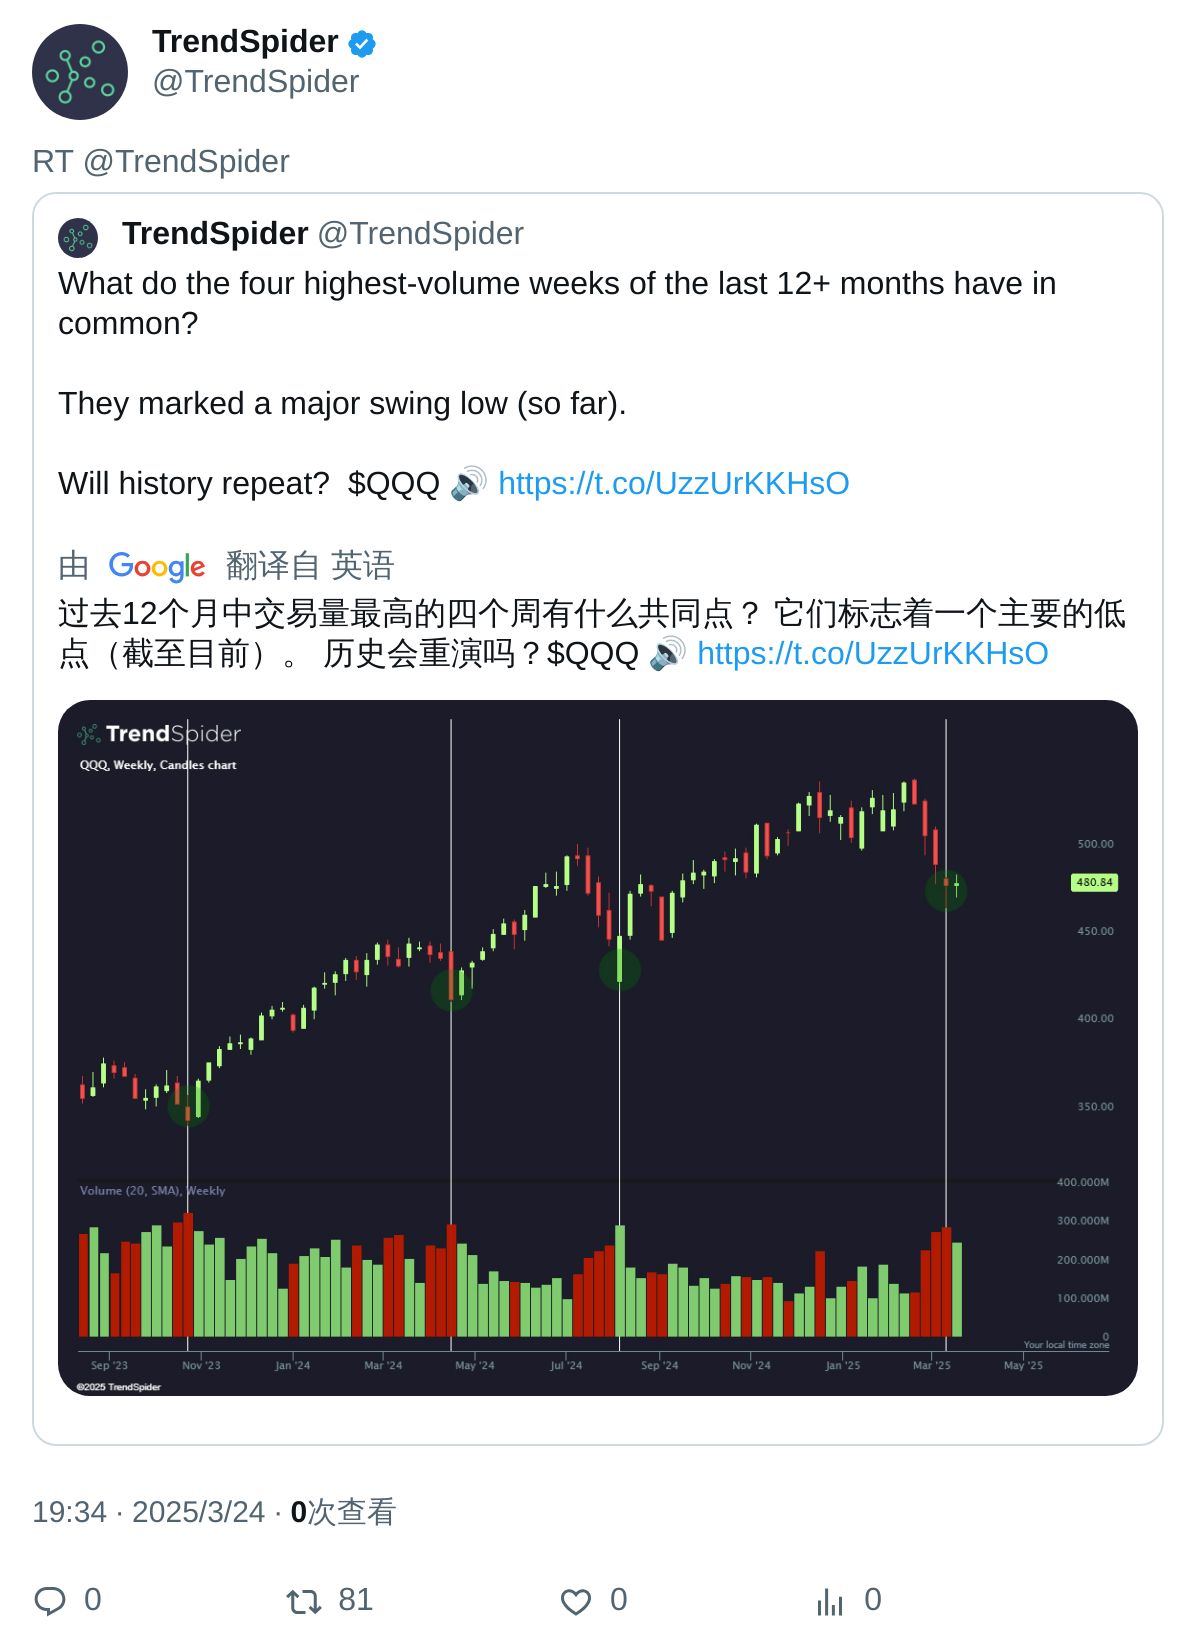 TrendSpider
@TrendSpider
RT @TrendSpider
TrendSpider @TrendSpider
What do the four highest-volume weeks of the last 12+ months have in
common?
They marked a major swing low (so far).
Will history repeat?  $QQQ 🔊 https://t.co/UzzUrKKHsO
由 Google 翻译自 英语
过去12个月中交易量最高的四个周有什么共同点？ 它们标志着一个主要的低
点（截至目前）。 历史会重演吗？$QQQ 🔊 https://t.co/UzzUrKKHsO
TrendSpider
QQQ, Weekly, Candles chart
500.00
480.84
450.00
400.00
350.00
Volume (20, SMA), Weekly
400.000M
300.000M
200.000M
100.000M
0
Your local time zone
Sep '23 Nov '23 Jan '24 Mar '24 May '24 Jul '24 Sep '24 Nov '24 Jan '25 Mar '25 May '25
©2025 TrendSpider
19:34 · 2025/3/24 · 0次查看
0 81 0 0